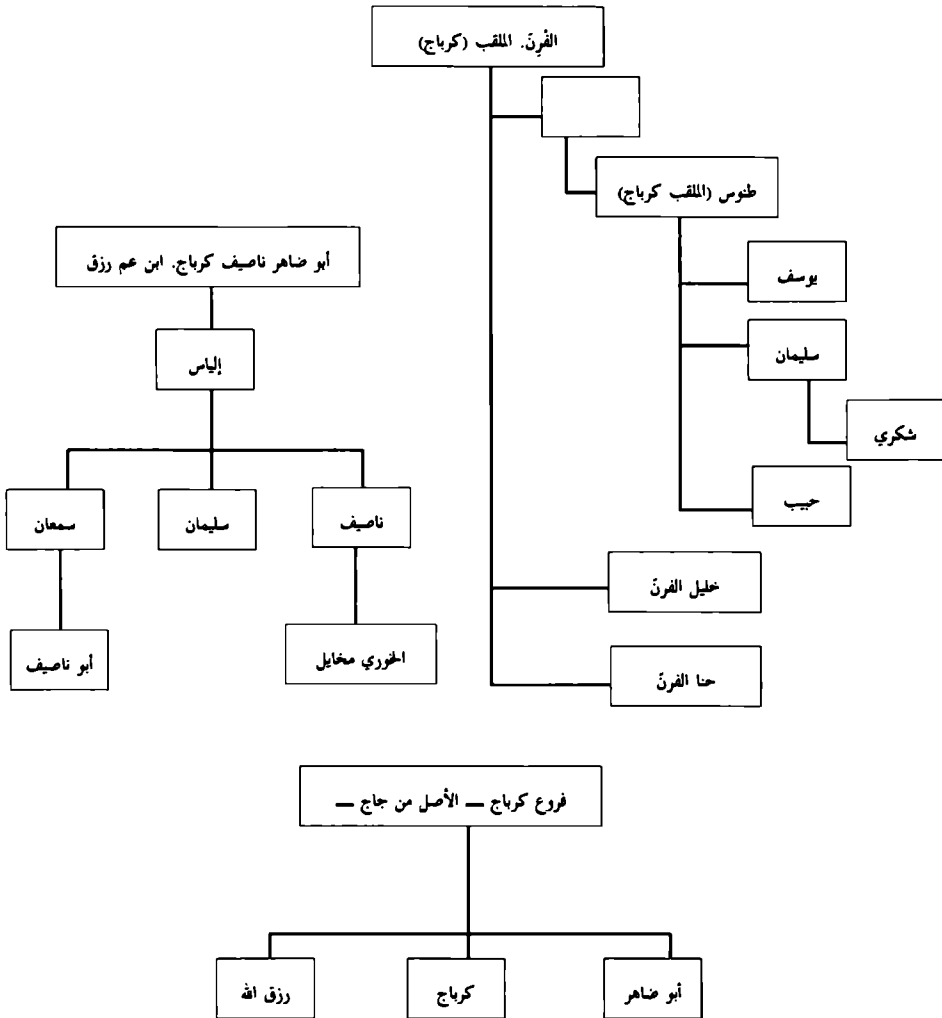 الفْرِنّ. الملقب (كرباج)
طنوس (الملقب كرباج)
يوسف
سليمان
شكري
حبيب
خليل الفرنّ
حنا الفرنّ
أبو ضاهر ناصيف كرباج. ابن عم رزق
إلياس
ناصيف
سليمان
سمعان
الخوري مخايل
أبو ناصيف
فروع كرباج — الأصل من جاج —
أبو ضاهر
كرباج
رزق الله